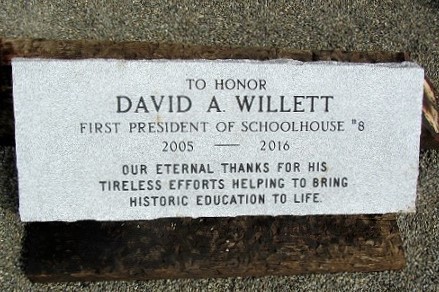 TO HONOR
DAVID A. WILLETT
FIRST PRESIDENT OF SCHOOLHOUSE #8
2005 — 2016
OUR ETERNAL THANKS FOR HIS
TIRELESS EFFORTS HELPING TO BRING
HISTORIC EDUCATION TO LIFE.